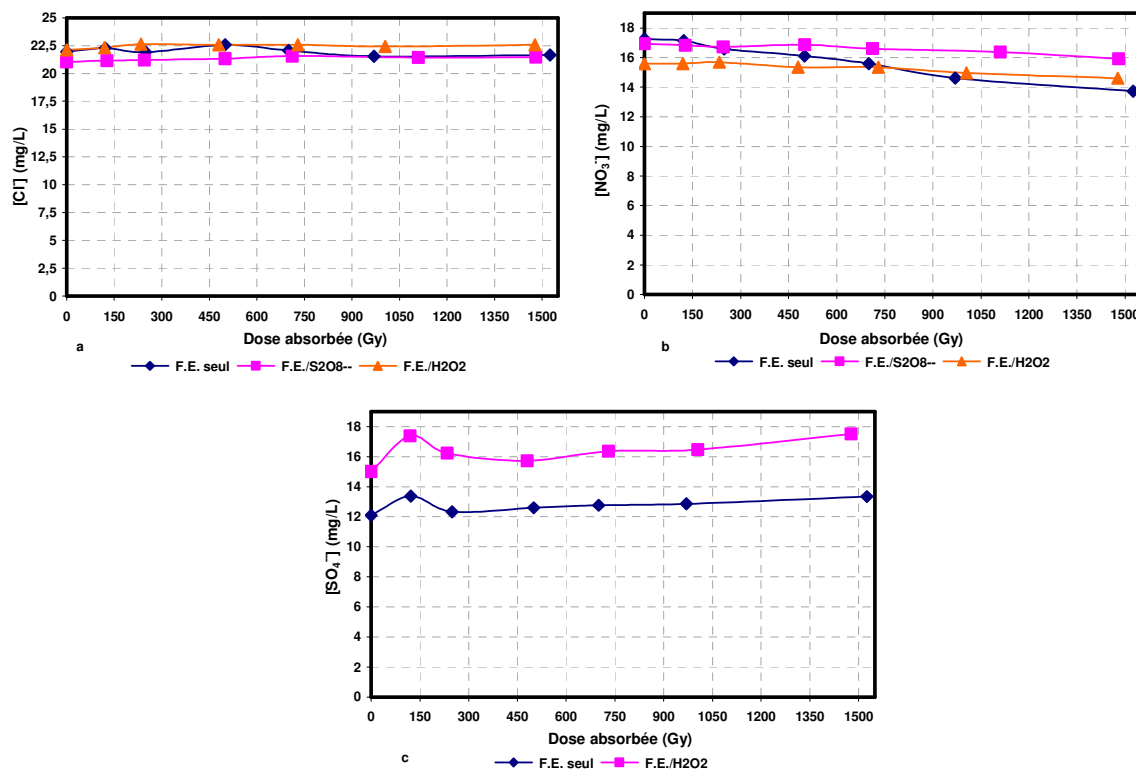 [Cl-] (mg/L)
25
22,5
20
17,5
15
12,5
10
7,5
5
2,5
0
0 150 300 450 600 750 900 1050 1200 1350 1500
Dose absorbée (Gy)
a
F.E. seul F.E./S2O8-- F.E./H2O2
[NO3-] (mg/L)
18
16
14
12
10
8
6
4
2
0
0 150 300 450 600 750 900 1050 1200 1350 1500
Dose absorbée (Gy)
b
F.E. seul F.E./S2O8-- F.E./H2O2
[SO4-] (mg/L)
18
16
14
12
10
8
6
4
2
0
0 150 300 450 600 750 900 1050 1200 1350 1500
Dose absorbée (Gy)
c
F.E. seul F.E./H2O2